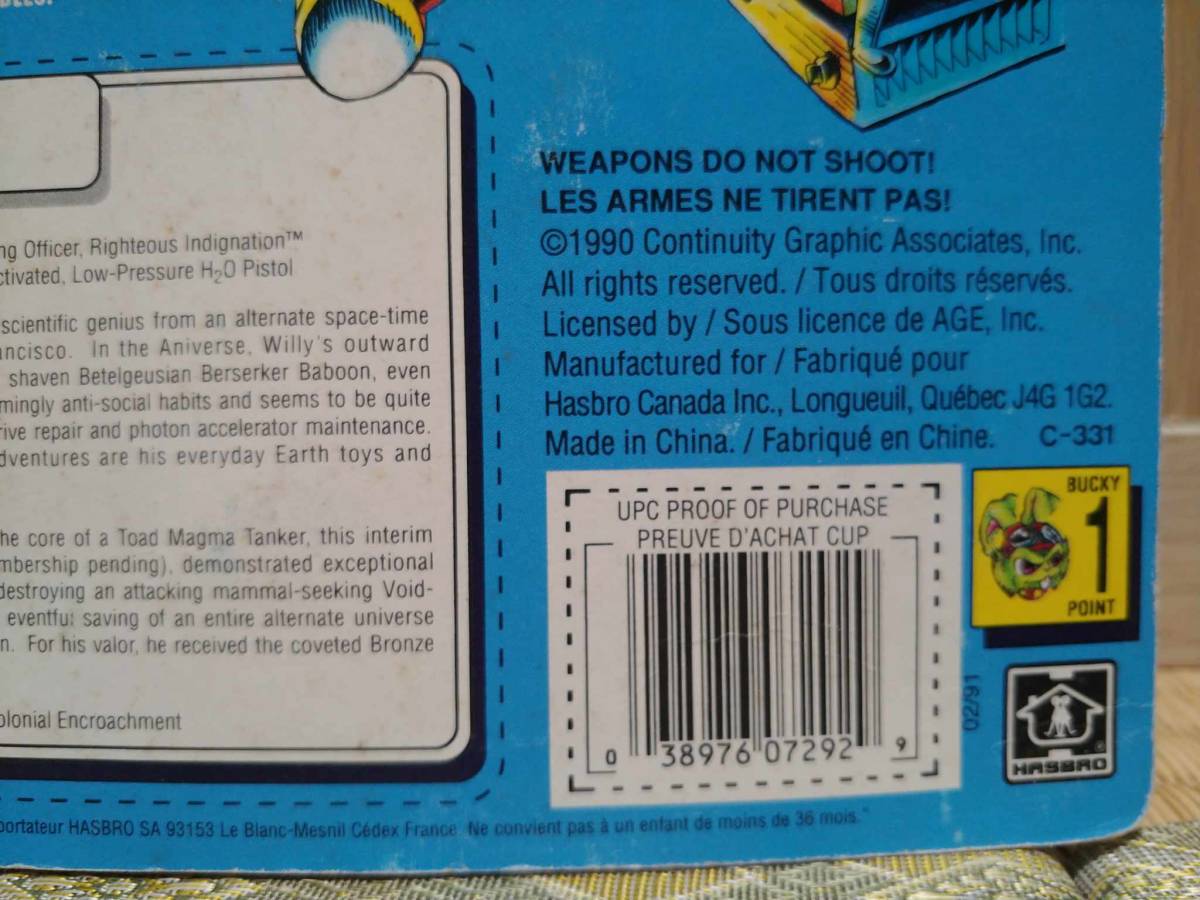 ng Officer, Righteous Indignation™
ctivated, Low-Pressure H₂O Pistol
scientific genius from an alternate space-time
ancisco. In the Aniverse, Willy's outward
shaven Betelgeusian Berserker Baboon, even
mingly anti-social habits and seems to be quite
rive repair and photon accelerator maintenance.
dventures are his everyday Earth toys and
he core of a Toad Magma Tanker, this interim
mbership pending), demonstrated exceptional
destroying an attacking mammal-seeking Void-
eventful saving of an entire alternate universe
n. For his valor, he received the coveted Bronze
olonial Encroachment
WEAPONS DO NOT SHOOT!
LES ARMES NE TIRENT PAS!
©1990 Continuity Graphic Associates, Inc.
All rights reserved. / Tous droits réservés.
Licensed by / Sous licence de AGE, Inc.
Manufactured for / Fabriqué pour
Hasbro Canada Inc., Longueuil, Québec J4G 1G2.
Made in China. / Fabriqué en Chine. C-331
UPC PROOF OF PURCHASE
PREUVE D'ACHAT CUP
0 38976 07292 9
BUCKY
1
POINT
02/91
HASBRO
portateur HASBRO SA 93153 Le Blanc-Mesnil Cédex France Ne convient pas à un enfant de moins de 36 mois."